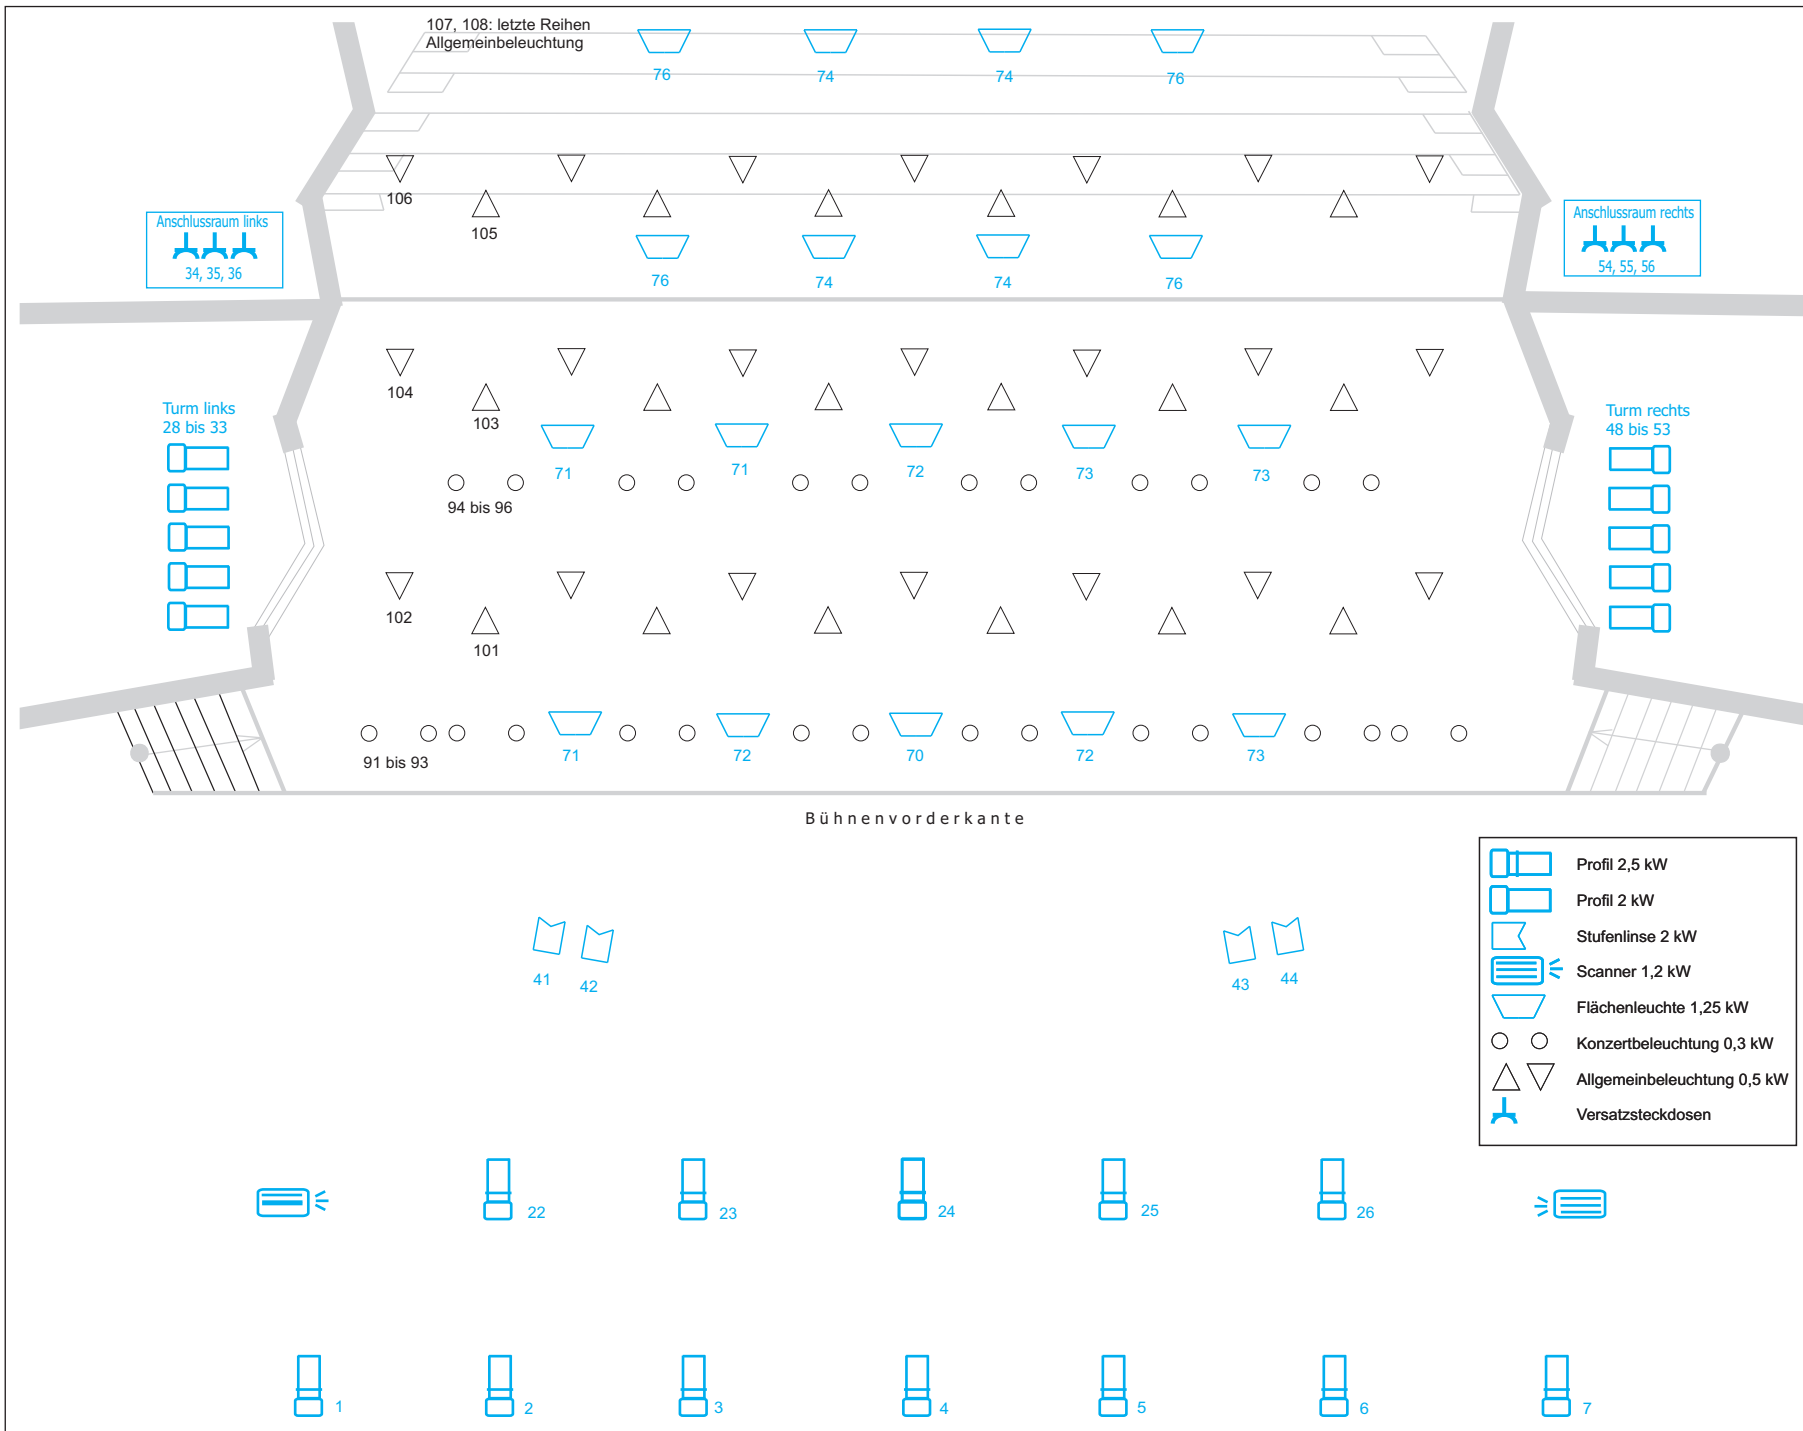 107, 108: letzte Reihen
Allgemeinbeleuchtung
76 74 74 76
106
105
Anschlussraum links
34, 35, 36
Anschlussraum rechts
54, 55, 56
76 74 74 76
104
103
Turm links
28 bis 33
Turm rechts
48 bis 53
71 71 72 73 73
94 bis 96
102
101
71 72 70 72 73
91 bis 93
Bühnenvorderkante
Profil 2,5 kW
Profil 2 kW
Stufenlinse 2 kW
Scanner 1,2 kW
Flächenleuchte 1,25 kW
Konzertbeleuchtung 0,3 kW
Allgemeinbeleuchtung 0,5 kW
Versatzsteckdosen
41 42 43 44
22 23 24 25 26
1 2 3 4 5 6 7